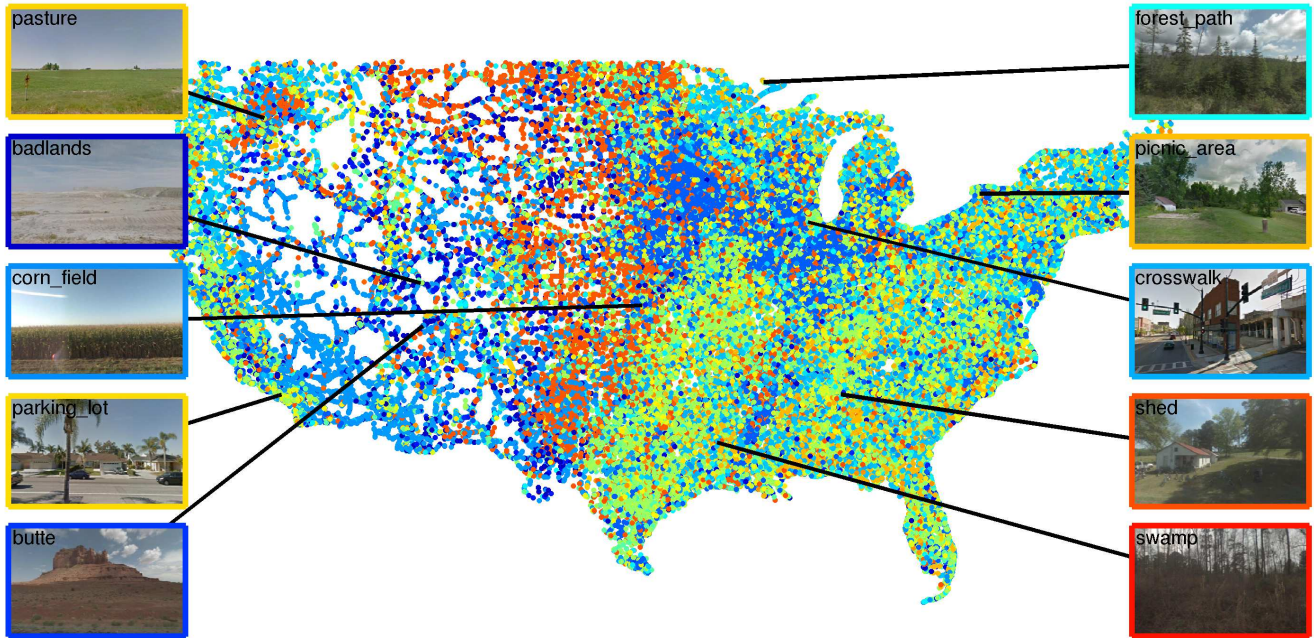 pasture
badlands
corn_field
parking_lot
butte
forest_path
picnic_area
crosswalk
shed
swamp